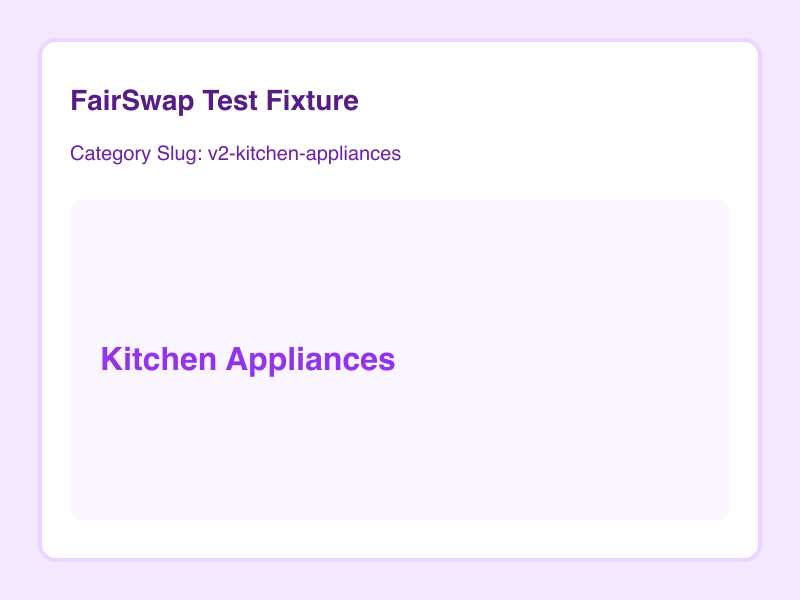 FairSwap Test Fixture
Category Slug: v2-kitchen-appliances
Kitchen Appliances